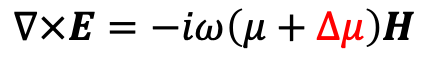 ∇×E = −iω(μ + Δμ)H